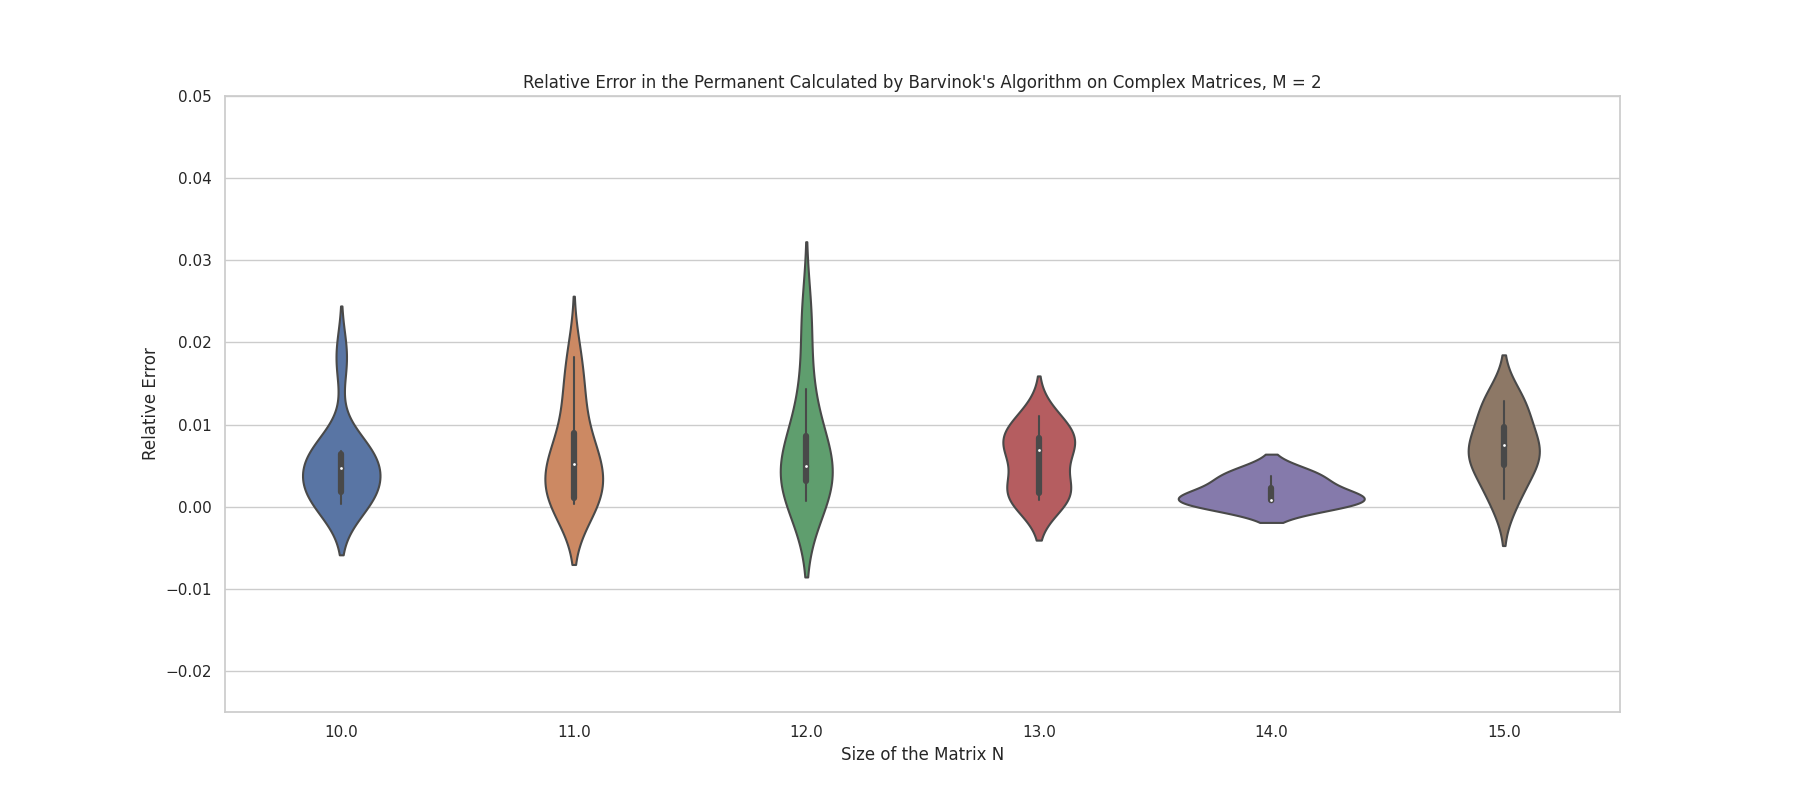 Relative Error in the Permanent Calculated by Barvinok's Algorithm on Complex Matrices, M = 2
0.05
0.04
0.03
0.02
0.01
0.00
−0.01
−0.02
Relative Error
10.0 11.0 12.0 13.0 14.0 15.0
Size of the Matrix N